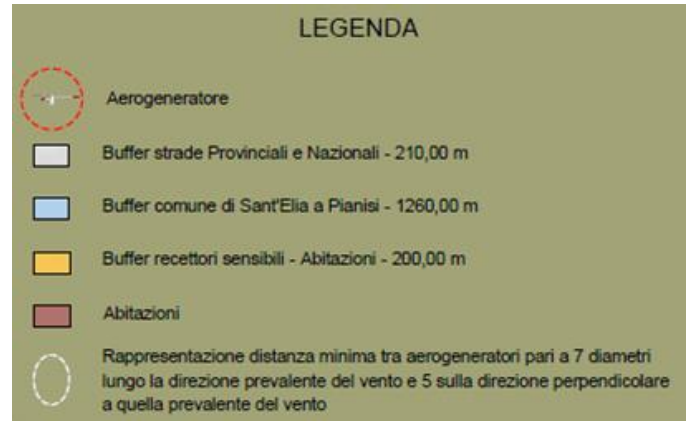 LEGENDA
Aerogeneratore
Buffer strade Provinciali e Nazionali - 210,00 m
Buffer comune di Sant'Elia a Pianisi - 1260,00 m
Buffer recettori sensibili - Abitazioni - 200,00 m
Abitazioni
Rappresentazione distanza minima tra aerogeneratori pari a 7 diametri
lungo la direzione prevalente del vento e 5 sulla direzione perpendicolare
a quella prevalente del vento